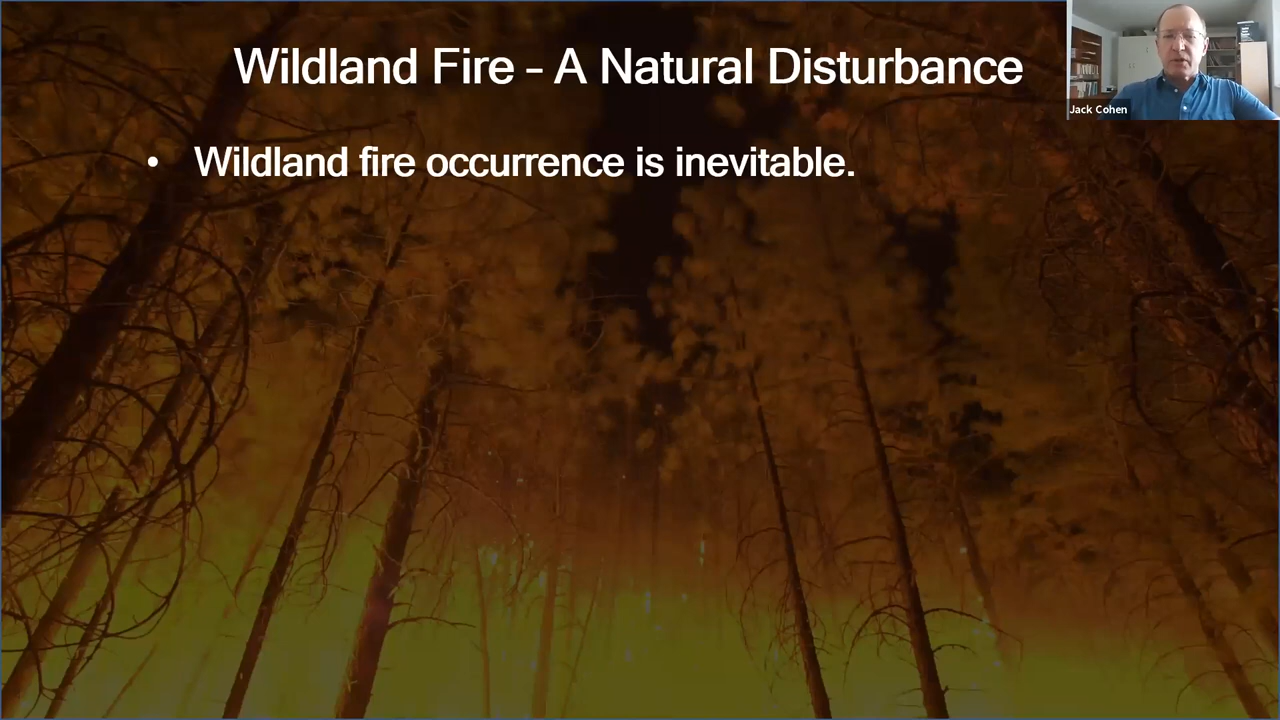 Wildland Fire – A Natural Disturbance
Jack Cohen
• Wildland fire occurrence is inevitable.